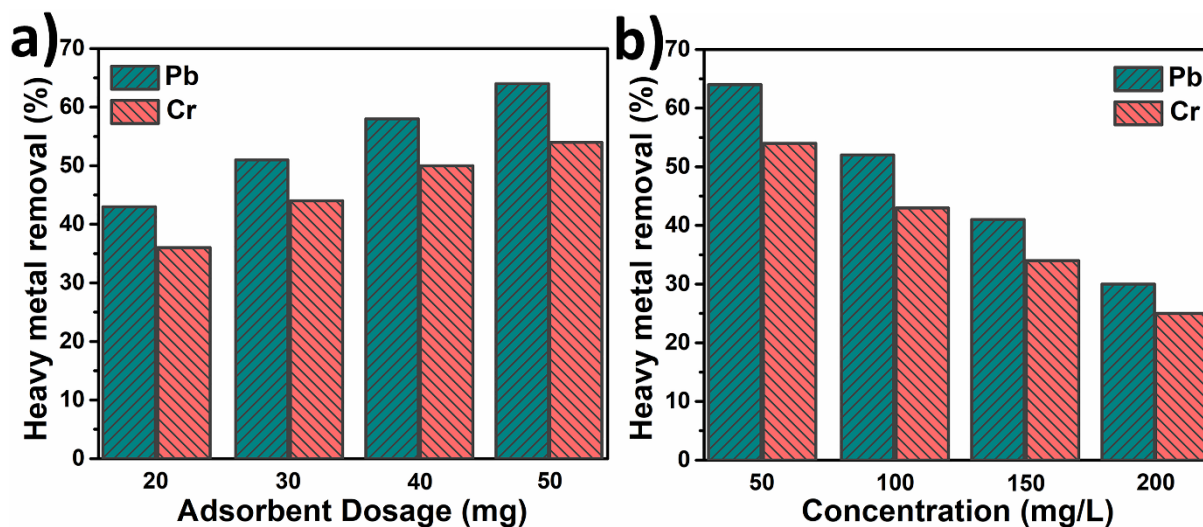 a)
Heavy metal removal (%)
70
60
50
40
30
20
10
0
Pb
Cr
20 30 40 50
Adsorbent Dosage (mg)
b)
Heavy metal removal (%)
70
60
50
40
30
20
10
0
Pb
Cr
50 100 150 200
Concentration (mg/L)